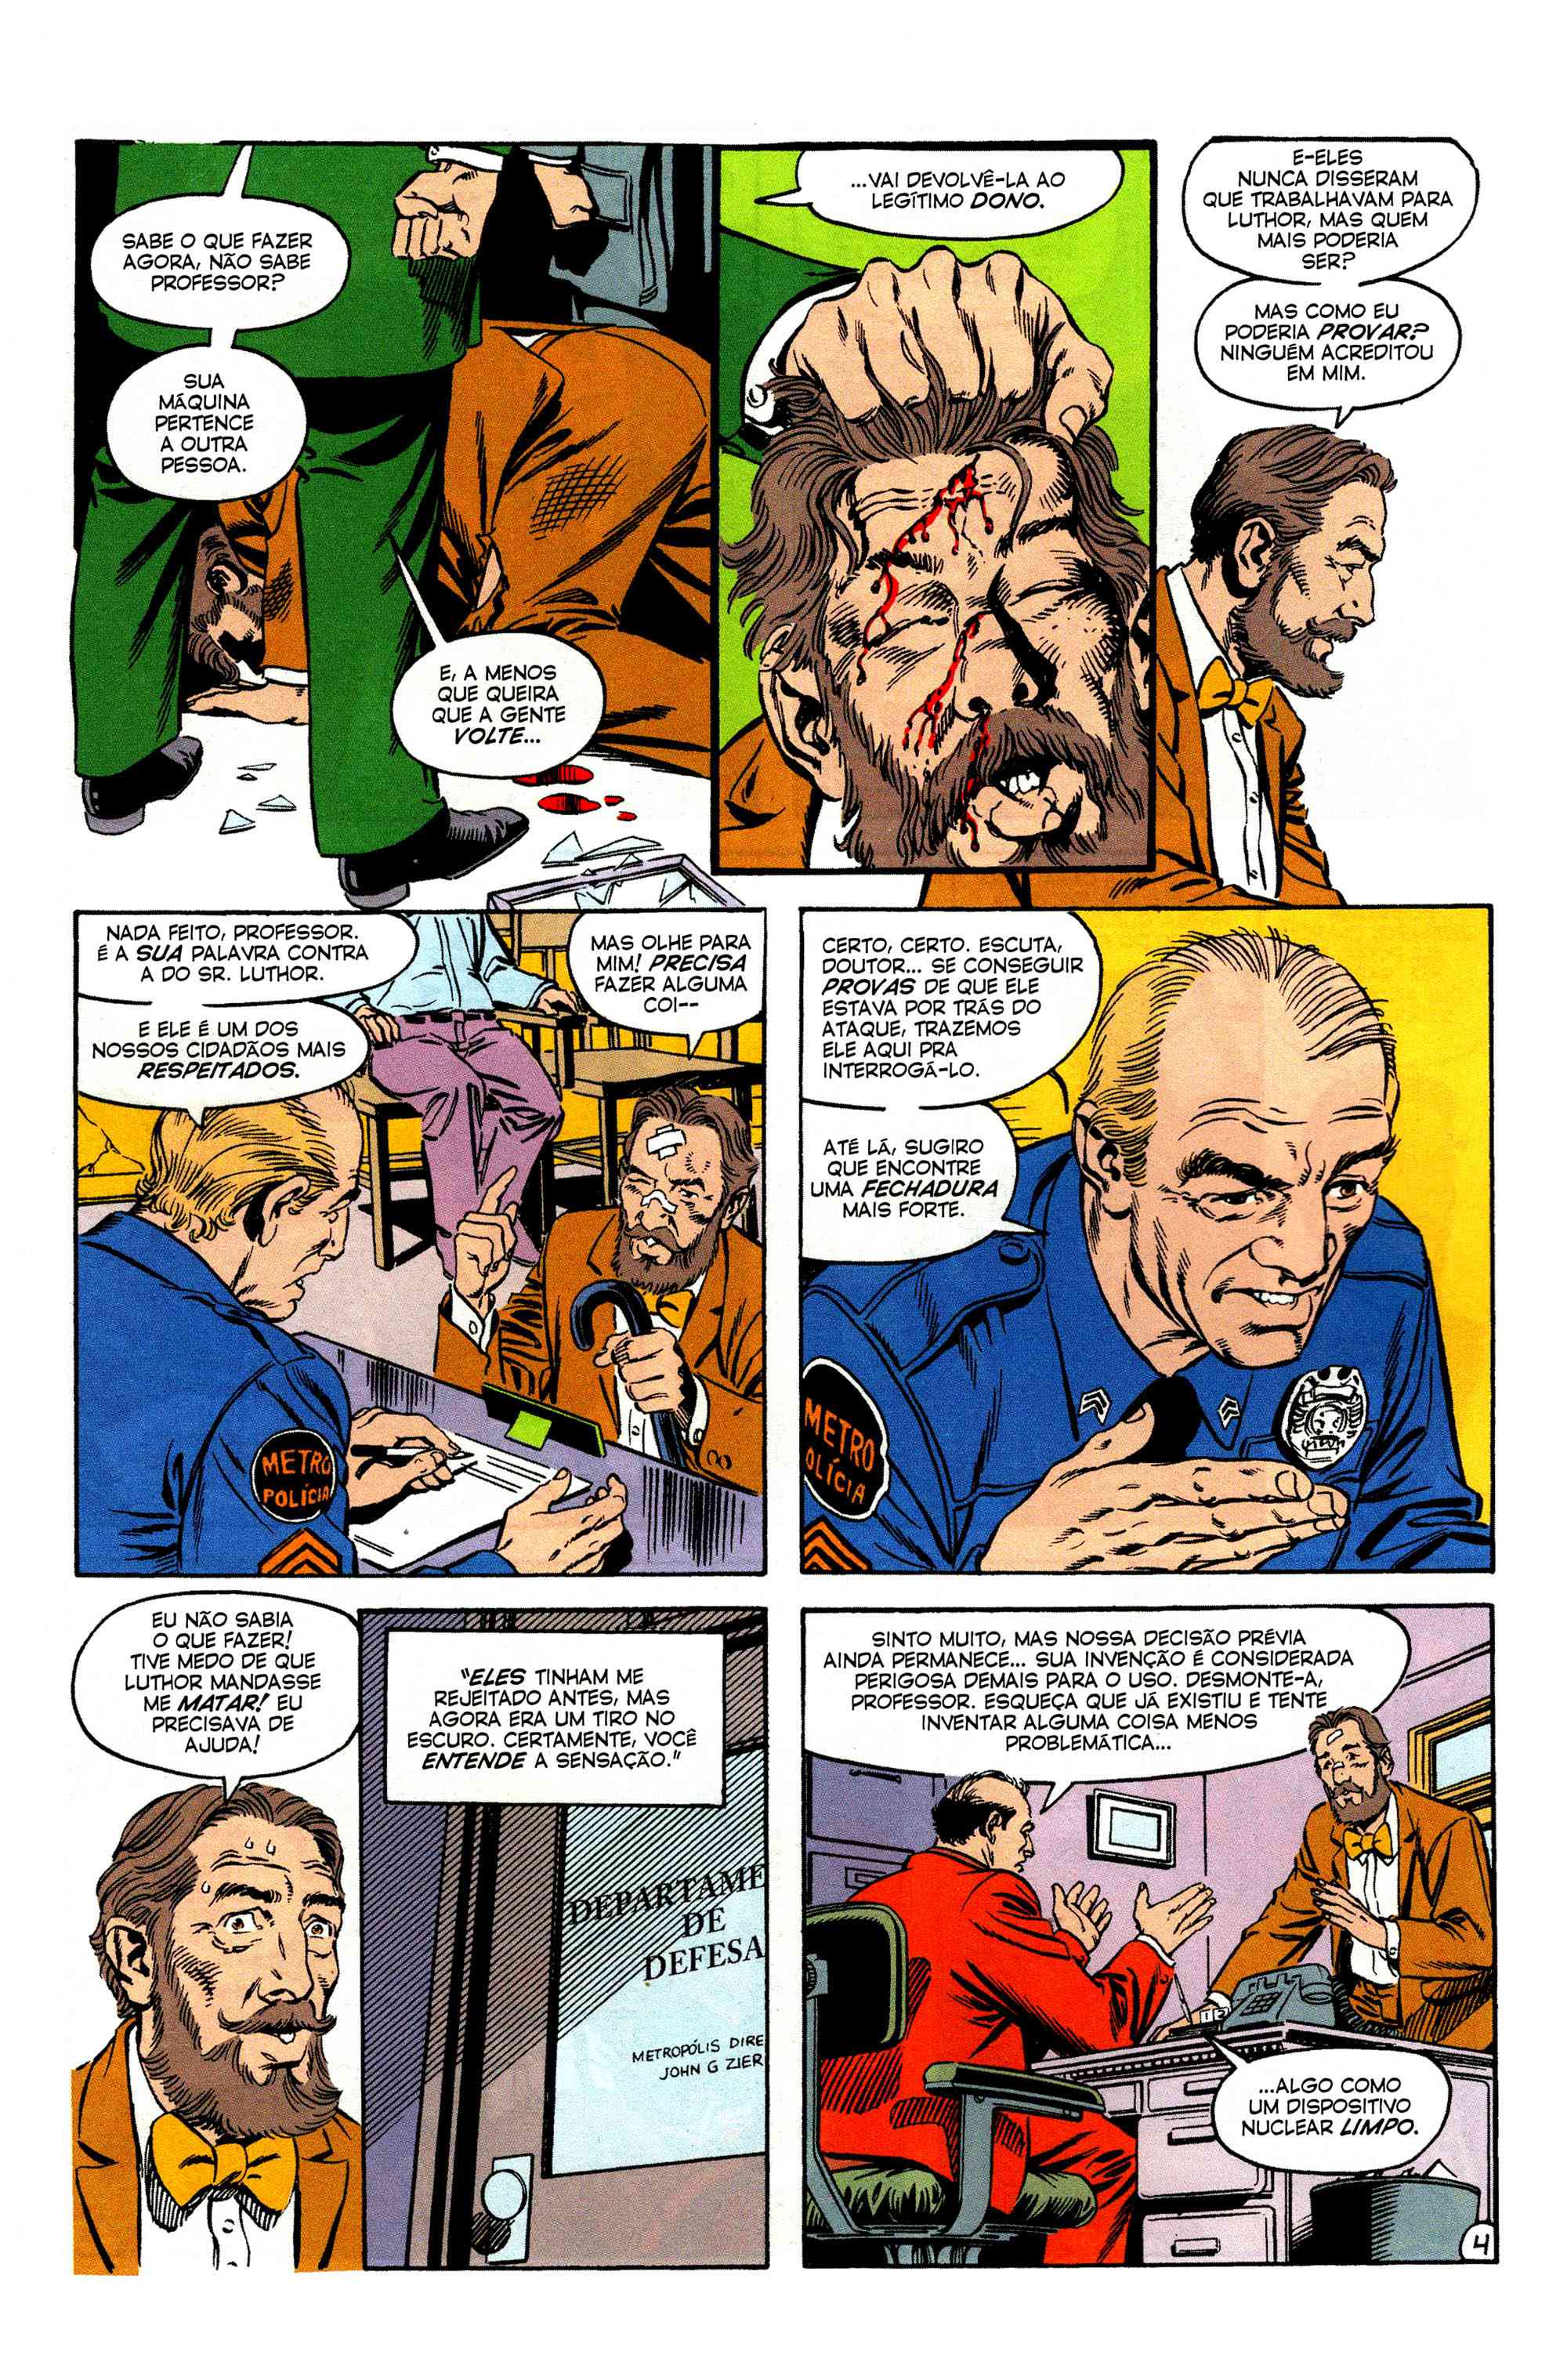 SABE O QUE FAZER
AGORA, NÃO SABE
PROFESSOR?
SUA
MÁQUINA
PERTENCE
A OUTRA
PESSOA.
E, A MENOS
QUE QUEIRA
QUE A GENTE
VOLTE...
...VAI DEVOLVÊ-LA AO
LEGÍTIMO DONO.
E-ELES
NUNCA DISSERAM
QUE TRABALHAVAM PARA
LUTHOR, MAS QUEM
MAIS PODERIA
SER?
MAS COMO EU
PODERIA PROVAR?
NINGUÉM ACREDITOU
EM MIM.
NADA FEITO, PROFESSOR.
É A SUA PALAVRA CONTRA
A DO SR. LUTHOR.
E ELE É UM DOS
NOSSOS CIDADÃOS MAIS
RESPEITADOS.
MAS OLHE PARA
MIM! PRECISA
FAZER ALGUMA
COI--
METRO
POLÍCIA
CERTO, CERTO. ESCUTA,
DOUTOR... SE CONSEGUIR
PROVAS DE QUE ELE
ESTAVA POR TRÁS DO
ATAQUE, TRAZEMOS
ELE AQUI PRA
INTERROGÁ-LO.
ATÉ LÁ, SUGIRO
QUE ENCONTRE
UMA FECHADURA
MAIS FORTE.
METRO
OLÍCIA
EU NÃO SABIA
O QUE FAZER!
TIVE MEDO DE QUE
LUTHOR MANDASSE
ME MATAR! EU
PRECISAVA DE
AJUDA!
"ELES TINHAM ME
REJEITADO ANTES, MAS
AGORA ERA UM TIRO NO
ESCURO. CERTAMENTE, VOCÊ
ENTENDE A SENSAÇÃO."
DEPARTAME
DE
DEFESA
METROPÓLIS DIRE
JOHN G ZIER
SINTO MUITO, MAS NOSSA DECISÃO PRÉVIA
AINDA PERMANECE... SUA INVENÇÃO É CONSIDERADA
PERIGOSA DEMAIS PARA O USO. DESMONTE-A,
PROFESSOR. ESQUEÇA QUE JÁ EXISTIU E TENTE
INVENTAR ALGUMA COISA MENOS
PROBLEMÁTICA...
12
...ALGO COMO
UM DISPOSITIVO
NUCLEAR LIMPO.
4